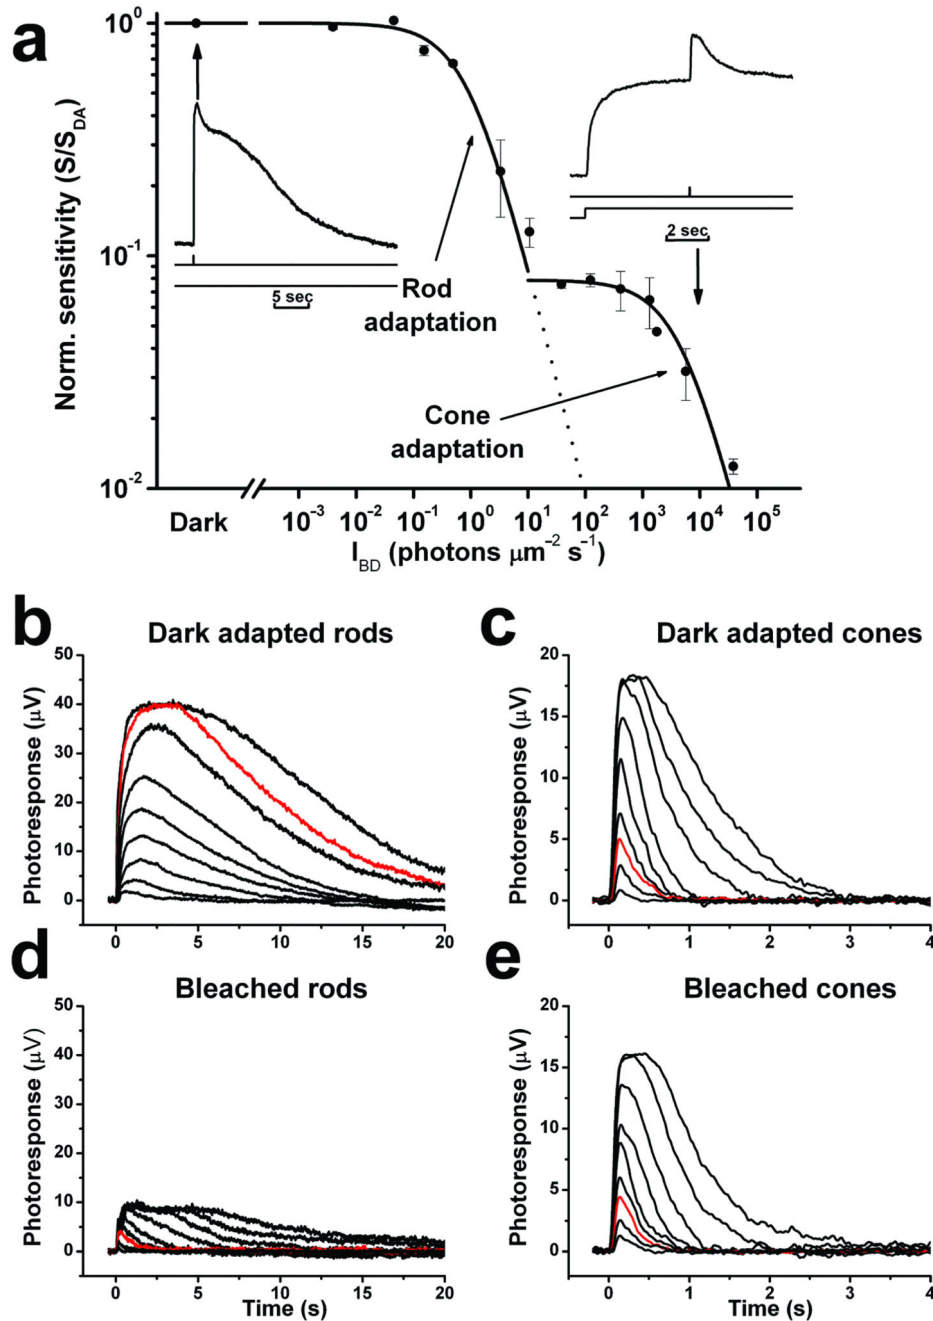 a
Norm. sensitivity (S/S_DA)
10^0
10^-1
10^-2
5 sec
2 sec
Rod
adaptation
Cone
adaptation
Dark
10^-3 10^-2 10^-1 10^0 10^1 10^2 10^3 10^4 10^5
I_BD (photons μm^-2 s^-1)
b
Dark adapted rods
Photoresponse (μV)
50
40
30
20
10
0
0 5 10 15 20
c
Dark adapted cones
Photoresponse (μV)
20
15
10
5
0
0 1 2 3 4
d
Bleached rods
Photoresponse (μV)
50
40
30
20
10
0
0 5 10 15 20
Time (s)
e
Bleached cones
Photoresponse (μV)
20
15
10
5
0
0 1 2 3 4
Time (s)